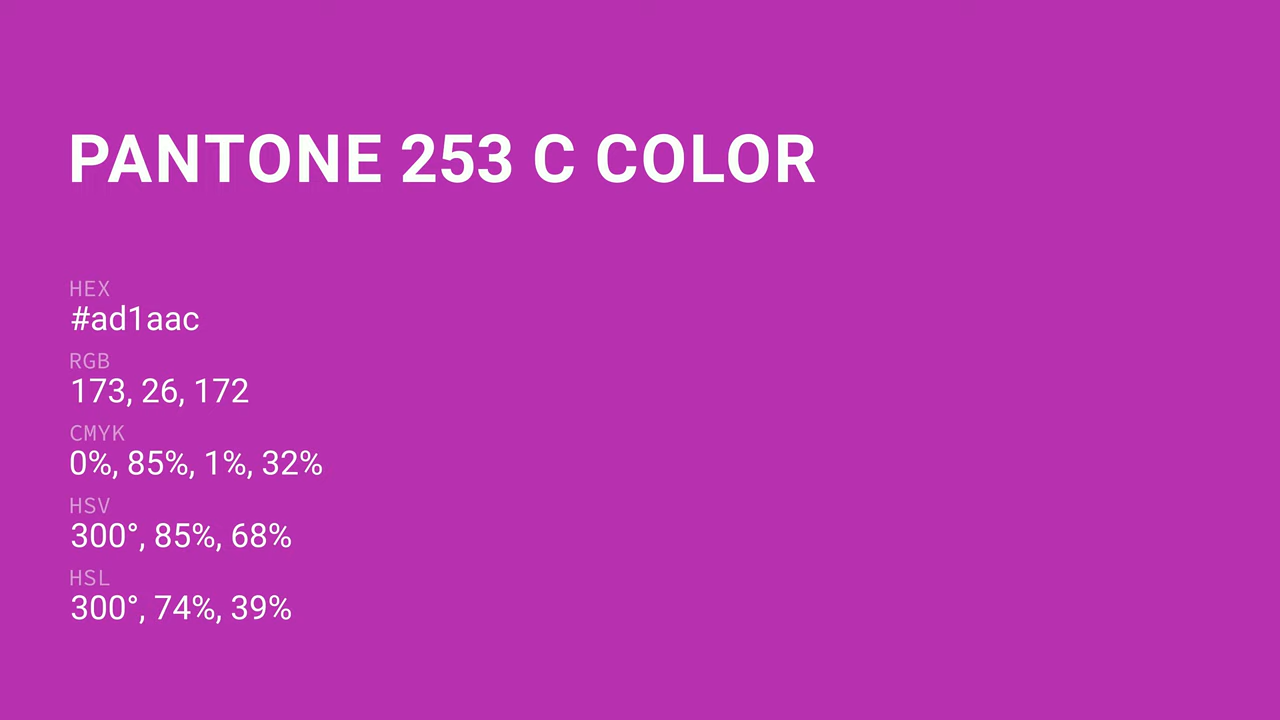 PANTONE 253 C COLOR
HEX
#ad1aac
RGB
173, 26, 172
CMYK
0%, 85%, 1%, 32%
HSV
300°, 85%, 68%
HSL
300°, 74%, 39%